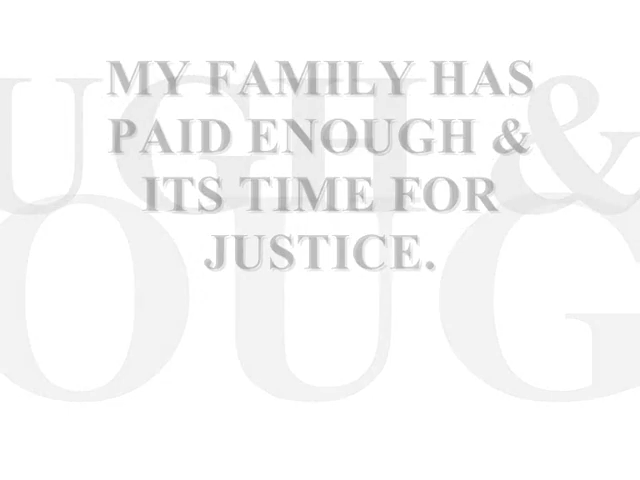 MY FAMILY HAS
PAID ENOUGH &
ITS TIME FOR
JUSTICE.
UGH &
OUG